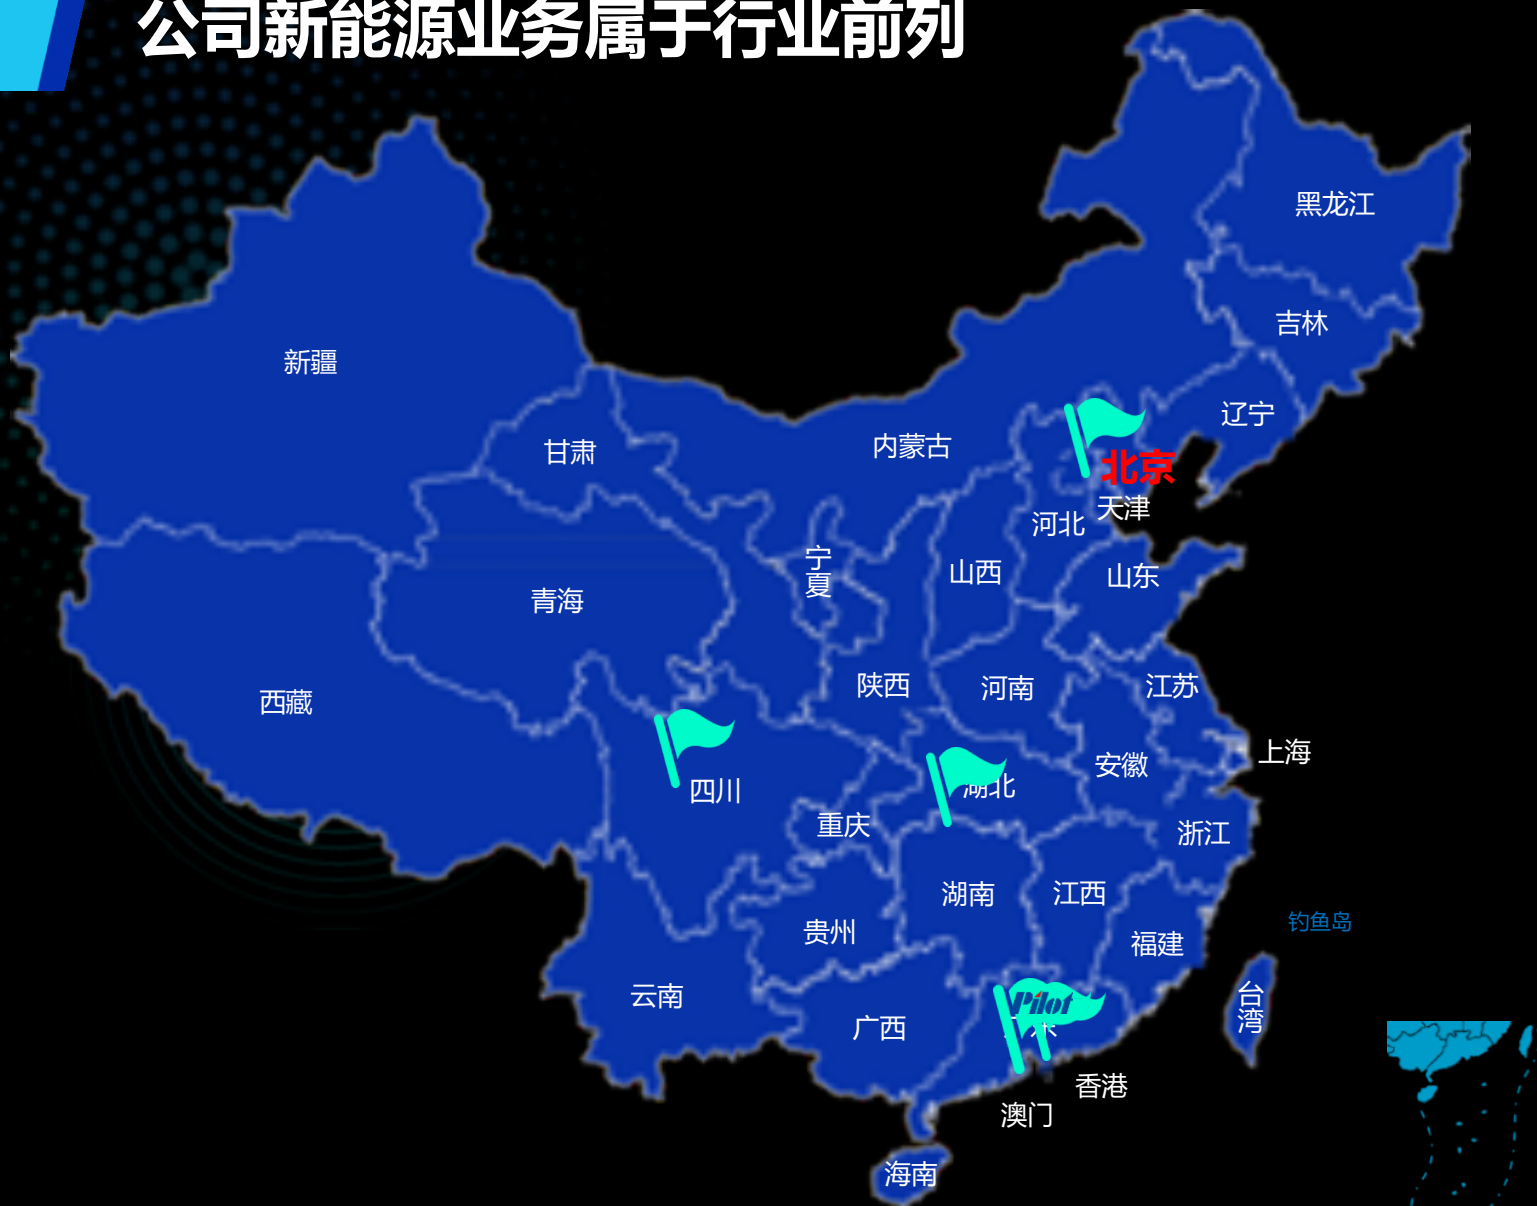 公司新能源业务属于行业前列
黑龙江
吉林
新疆
辽宁
内蒙古
甘肃
北京
天津
河北
宁夏
山西
山东
青海
陕西
河南
江苏
西藏
上海
安徽
四川
湖北
重庆
浙江
湖南
江西
钓鱼岛
贵州
福建
云南
台湾
Pilot
广西
东
香港
澳门
海南